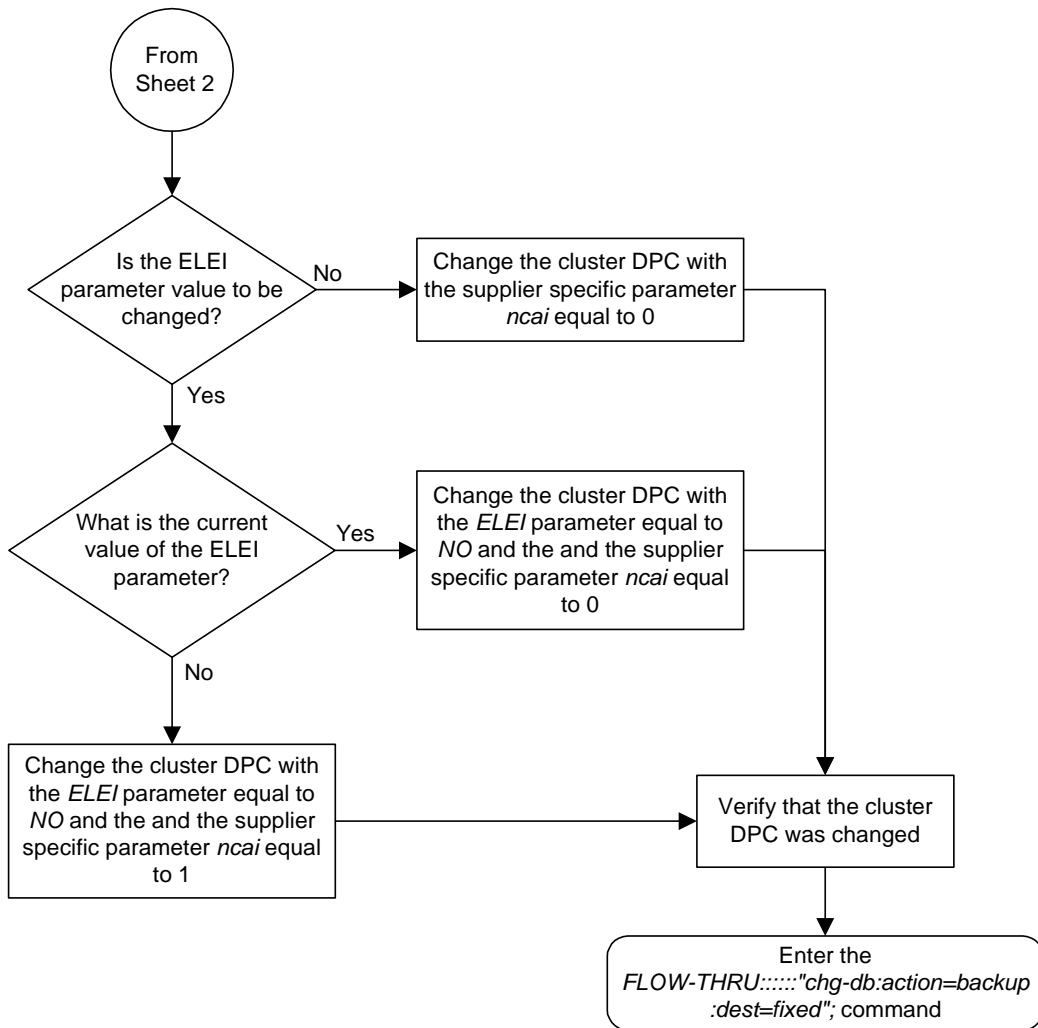 From
Sheet 2
Is the ELEI
parameter value to be
changed?
No
Change the cluster DPC with
the supplier specific parameter
ncai equal to 0
Yes
What is the current
value of the ELEI
parameter?
Yes
Change the cluster DPC with
the ELEI parameter equal to
NO and the and the supplier
specific parameter ncai equal
to 0
No
Change the cluster DPC with
the ELEI parameter equal to
NO and the and the supplier
specific parameter ncai equal
to 1
Verify that the cluster
DPC was changed
Enter the
FLOW-THRU::::::"chg-db:action=backup
:dest=fixed"; command